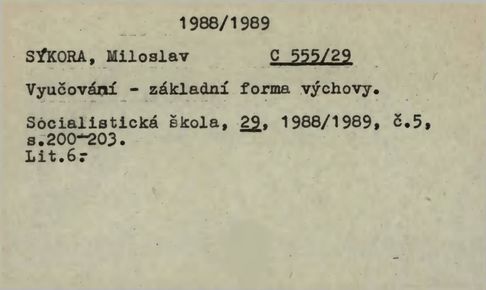 1988/1989
SÝKORA, Miloslav C 555/29
Vyučování - základní forma výchovy.
Socialistická škola, 29, 1988/1989, č.5,
s.200-203.
Lit.6.-